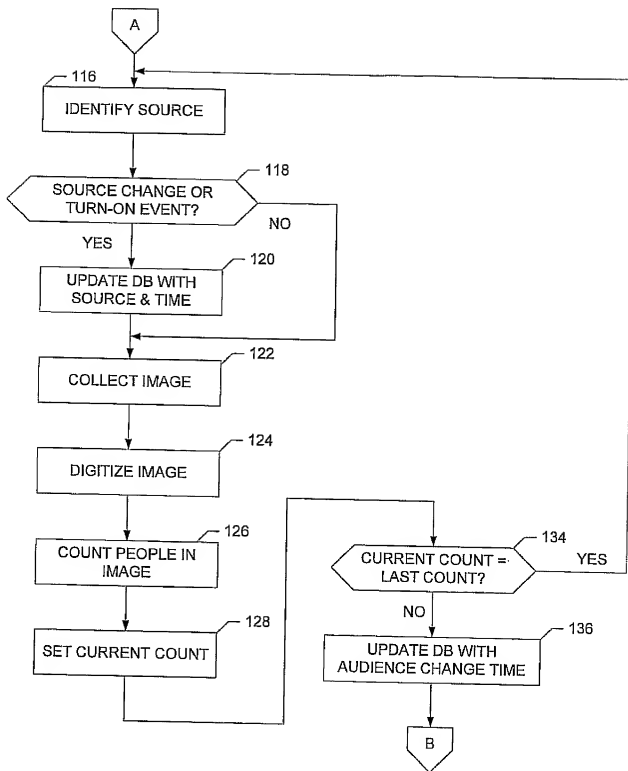 A
116
IDENTIFY SOURCE
118
SOURCE CHANGE OR
TURN-ON EVENT?
NO
YES
120
UPDATE DB WITH
SOURCE & TIME
122
COLLECT IMAGE
124
DIGITIZE IMAGE
126
COUNT PEOPLE IN
IMAGE
128
SET CURRENT COUNT
134
CURRENT COUNT =
LAST COUNT?
YES
NO
136
UPDATE DB WITH
AUDIENCE CHANGE TIME
B